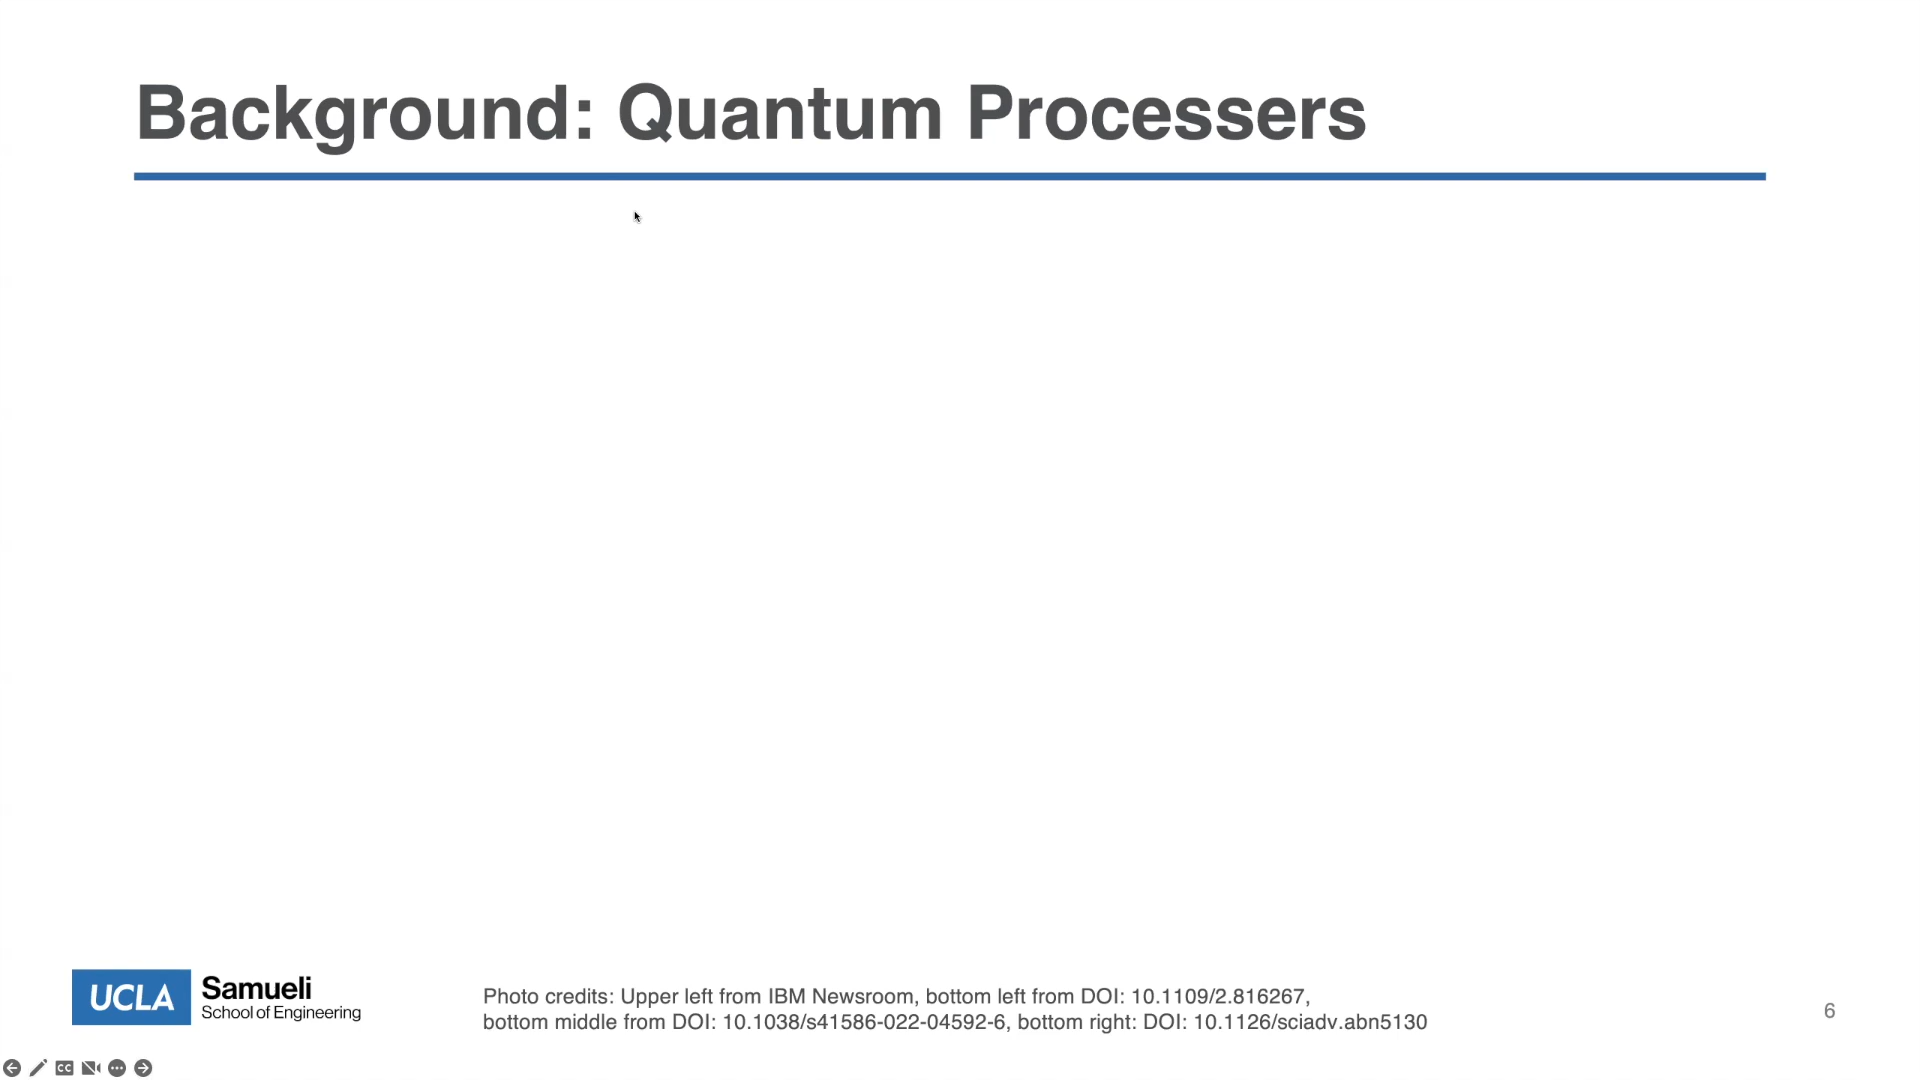 Background: Quantum Processers
UCLA
Samueli
School of Engineering
Photo credits: Upper left from IBM Newsroom, bottom left from DOI: 10.1109/2.816267,
bottom middle from DOI: 10.1038/s41586-022-04592-6, bottom right: DOI: 10.1126/sciadv.abn5130
6
CC